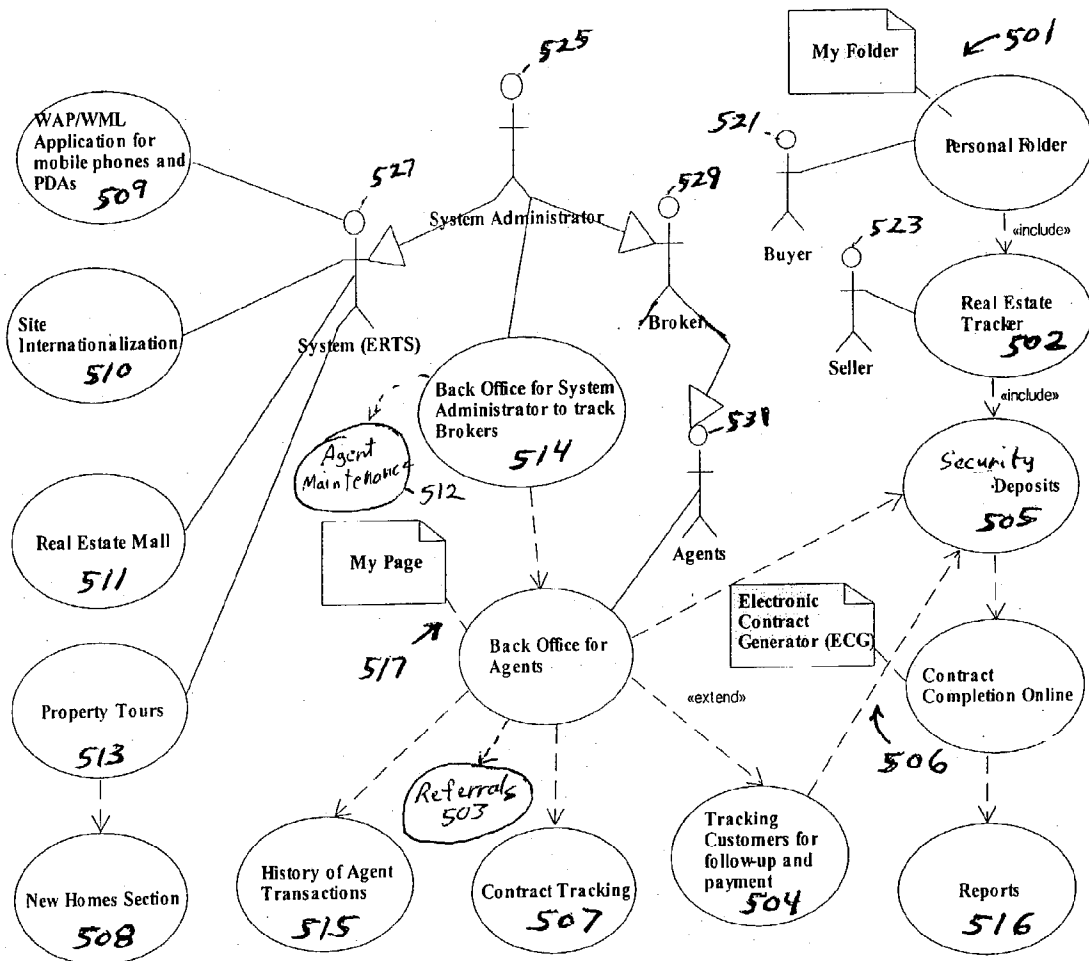 525
My Folder
501
521
WAP/WML
Application for
mobile phones and
PDAs
509
527
529
Personal Folder
System Administrator
Buyer
523
«include»
Site
Internationalization
510
System (ERTS)
Broker
Seller
Real Estate
Tracker
502
«include»
Back Office for System
Administrator to track
Brokers
514
531
Agent
Maintenance
512
Security
Deposits
505
Real Estate Mall
511
My Page
517
Agents
Electronic
Contract
Generator (ECG)
Back Office for
Agents
Contract
Completion Online
506
«extend»
Property Tours
513
Referrals
503
Tracking
Customers for
follow-up and
payment
504
New Homes Section
508
History of Agent
Transactions
515
Contract Tracking
507
Reports
516